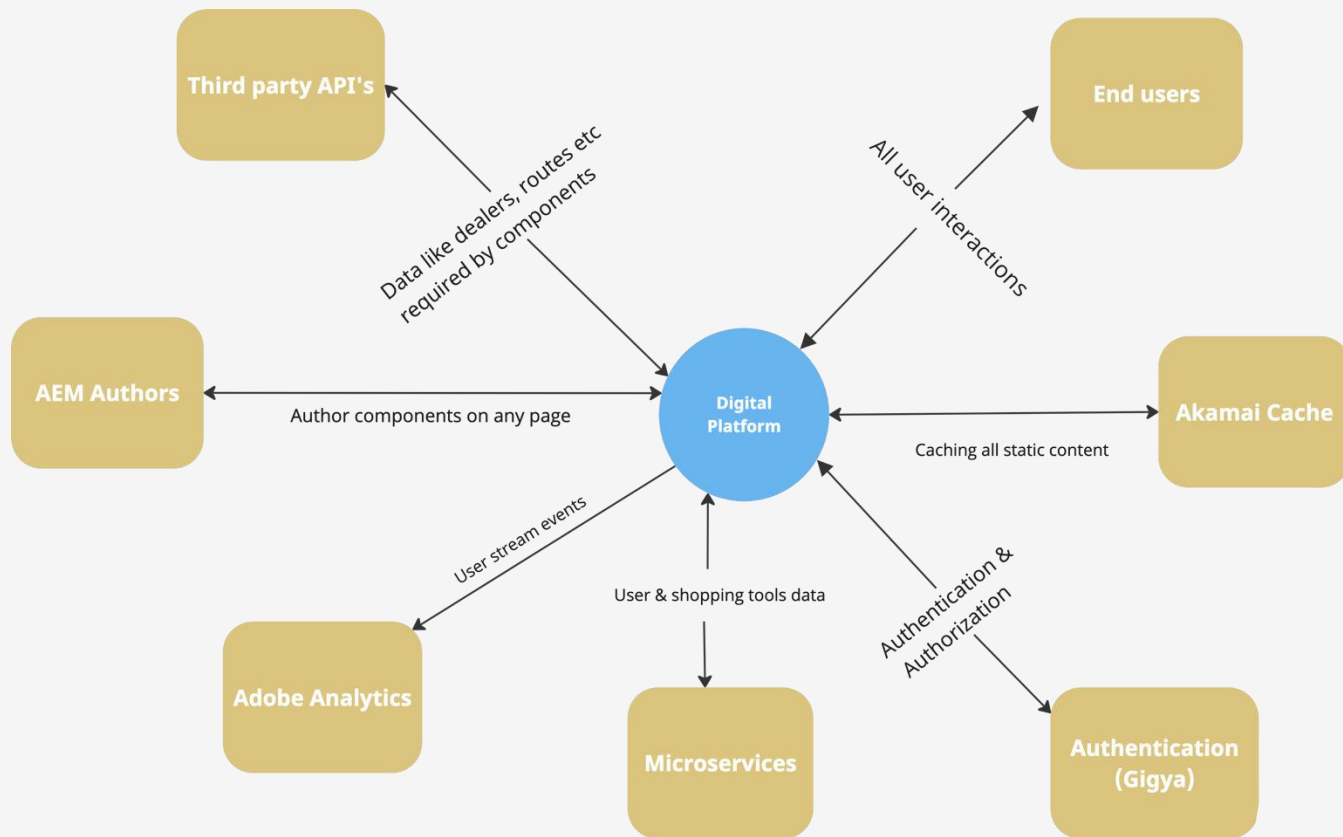 Third party API's
End users
Data like dealers, routes etc
required by components
All user interactions
AEM Authors
Author components on any page
Digital
Platform
Akamai Cache
Caching all static content
User stream events
User & shopping tools data
Authentication &
Authorization
Adobe Analytics
Microservices
Authentication
(Gigya)